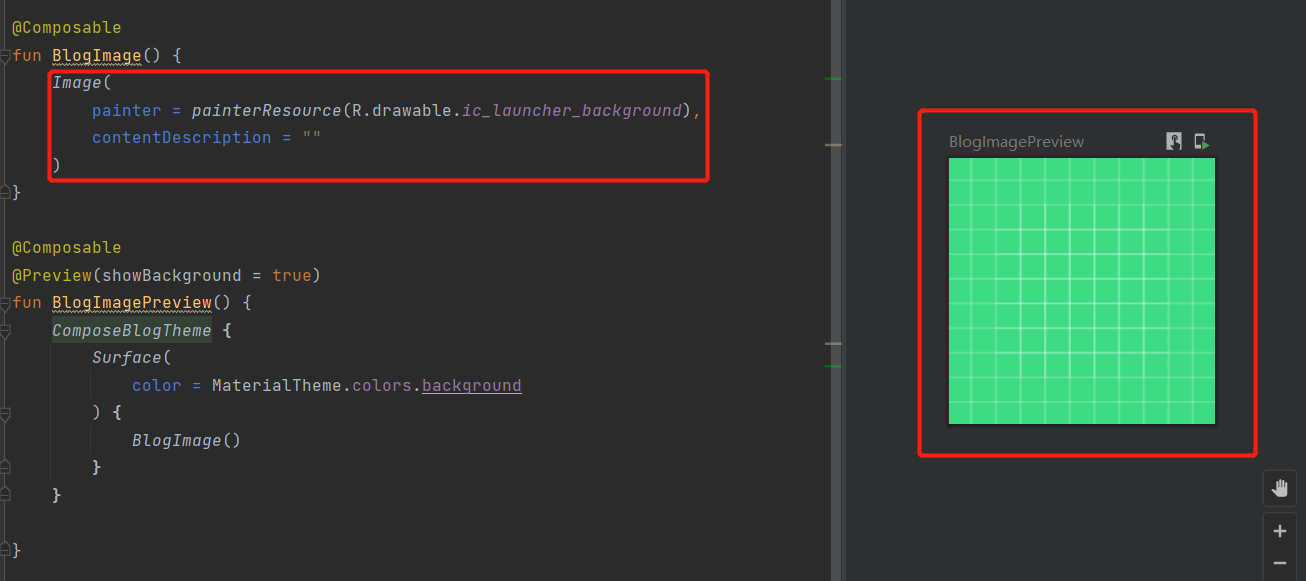 @Composable
fun BlogImage() {
    Image(
        painter = painterResource(R.drawable.ic_launcher_background),
        contentDescription = ""
    )
}
@Composable
@Preview(showBackground = true)
fun BlogImagePreview() {
    ComposeBlogTheme {
        Surface(
            color = MaterialTheme.colors.background
        ) {
            BlogImage()
        }
    }
}
BlogImagePreview